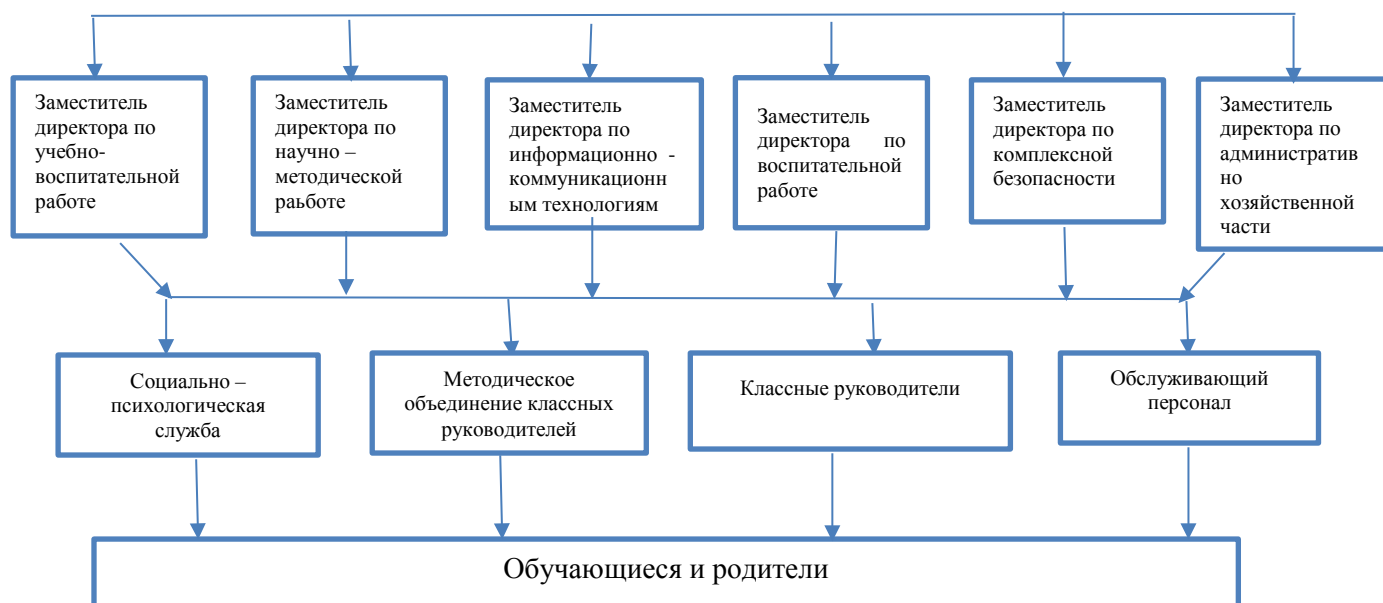 Заместитель
директора по
учебно-
воспитательной
работе
Заместитель
директора по
научно –
методической
раьботе
Заместитель
директора по
информационно -
коммуникационн
ым технологиям
Заместитель
директора по
воспитательной
работе
Заместитель
директора по
комплексной
безопасности
Заместитель
директора по
административ
но
хозяйственной
части
Социально –
психологическая
служба
Методическое
объединение классных
руководителей
Классные руководители
Обслуживающий
персонал
Обучающиеся и родители